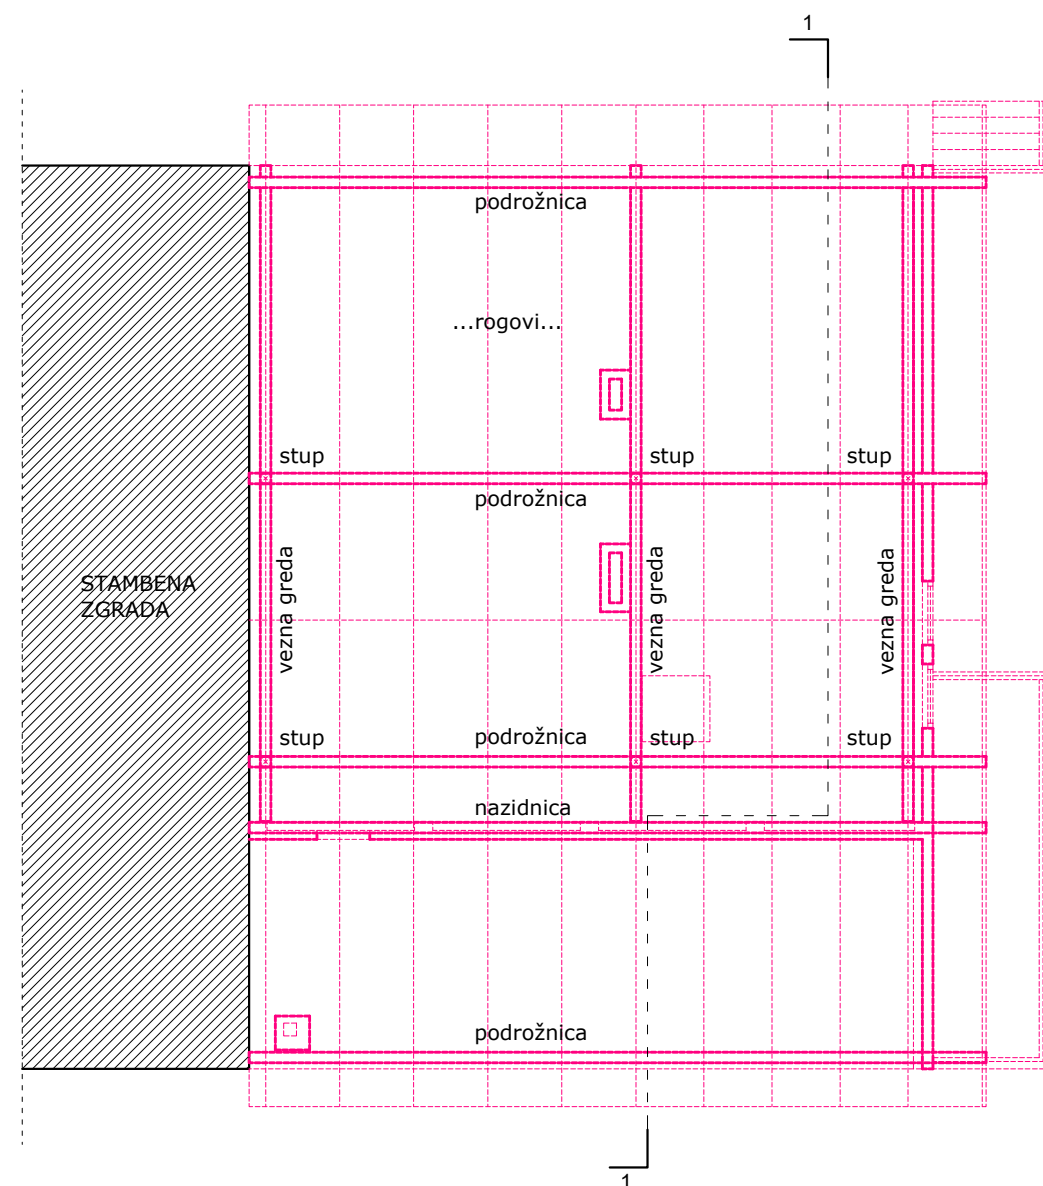 1
podrožnica
...rogovi...
stup
stup
stup
podrožnica
STAMBENA
ZGRADA
vezna greda
vezna greda
vezna greda
stup
podrožnica
stup
stup
nazidnica
podrožnica
1